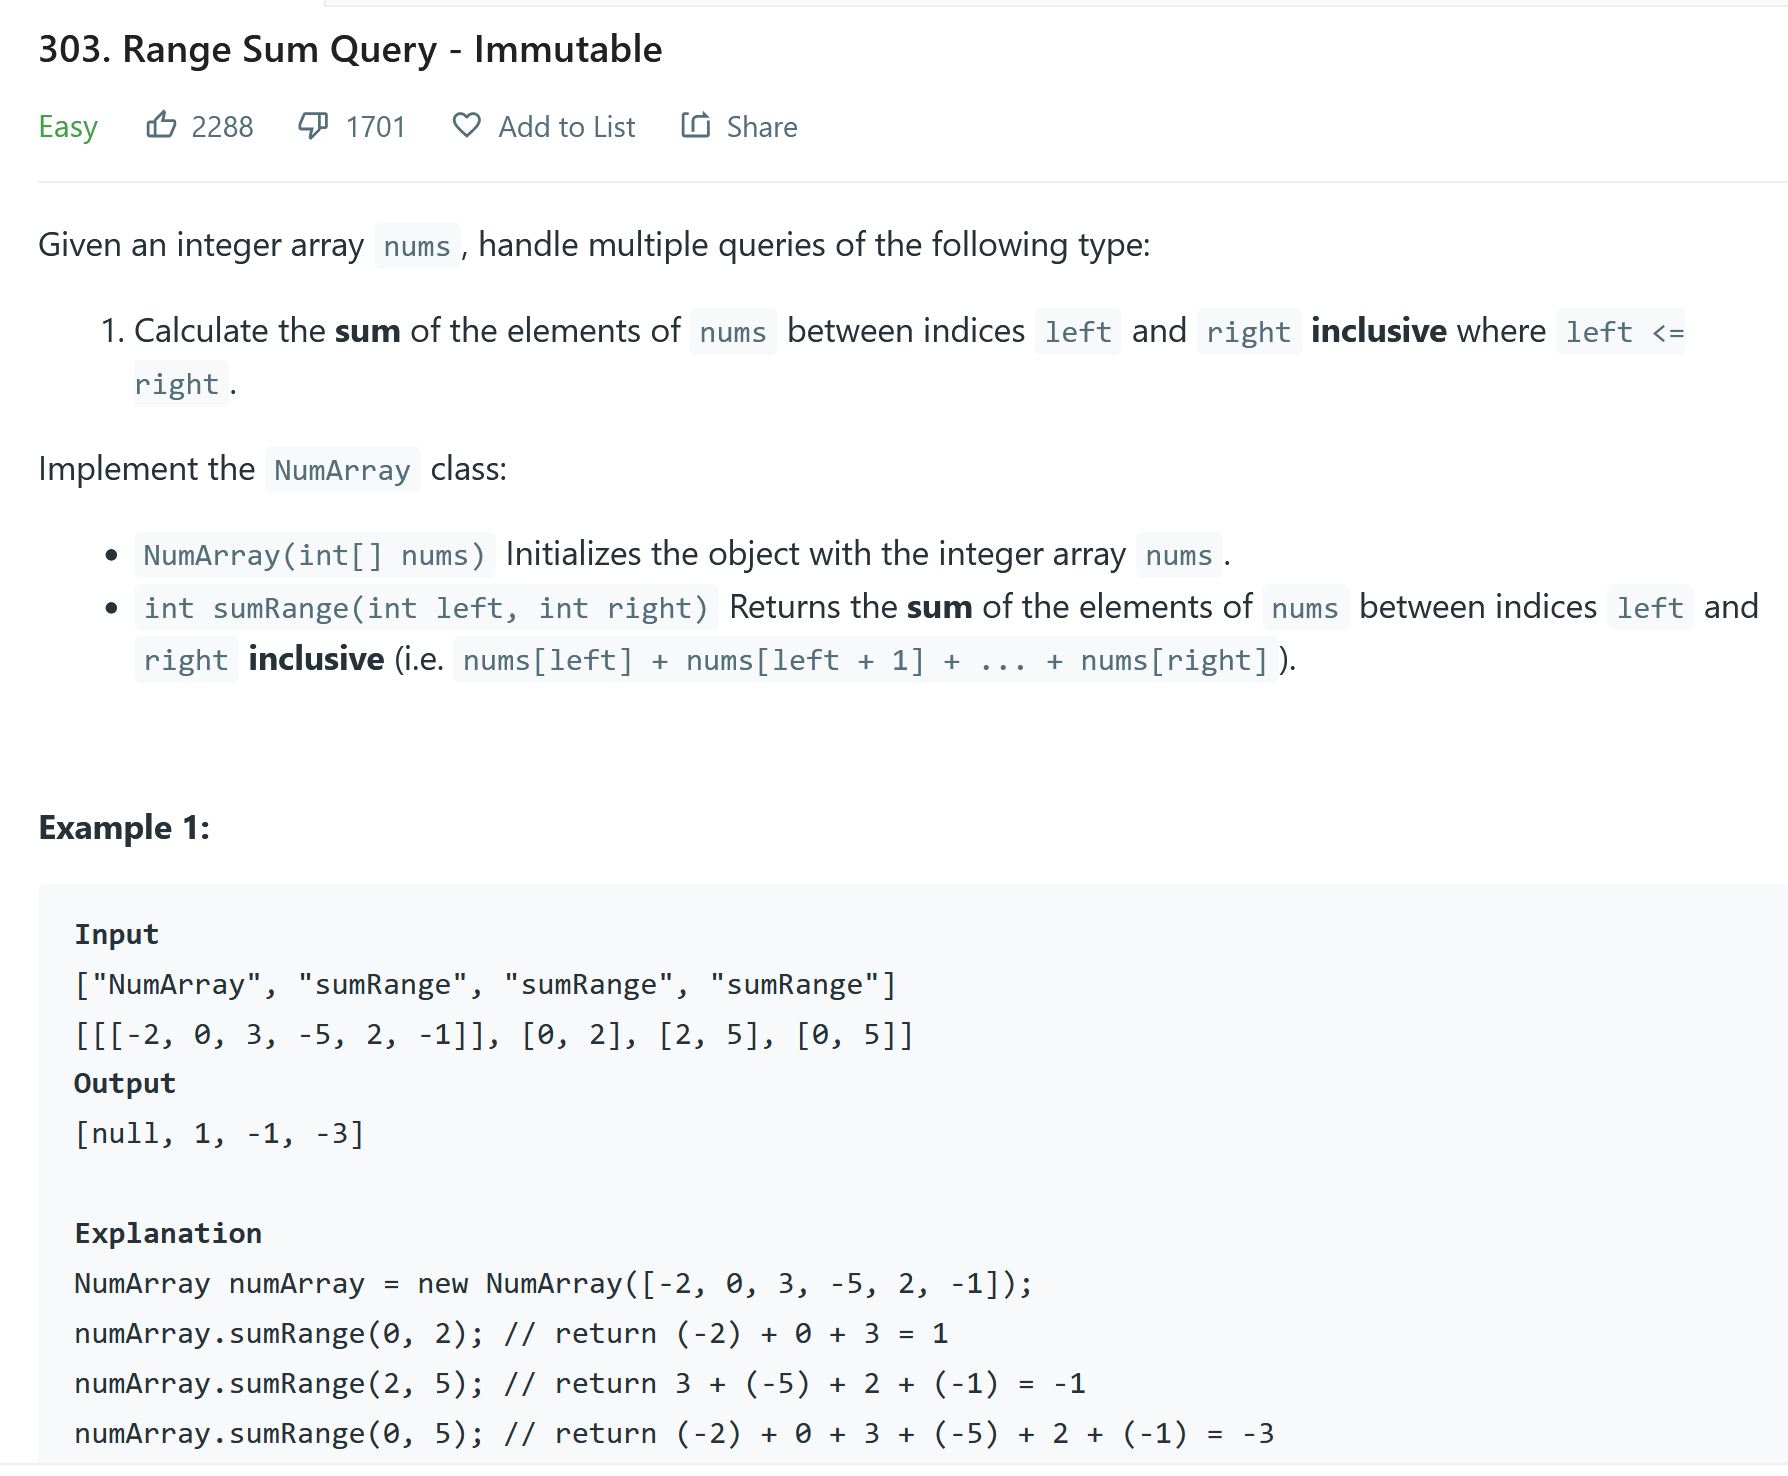 303. Range Sum Query - Immutable
Easy 2288 1701 Add to List Share
Given an integer array nums, handle multiple queries of the following type:
1. Calculate the sum of the elements of nums between indices left and right inclusive where left <=
right.
Implement the NumArray class:
• NumArray(int[] nums) Initializes the object with the integer array nums.
• int sumRange(int left, int right) Returns the sum of the elements of nums between indices left and
right inclusive (i.e. nums[left] + nums[left + 1] + ... + nums[right]).
Example 1:
Input
["NumArray", "sumRange", "sumRange", "sumRange"]
[[[-2, 0, 3, -5, 2, -1]], [0, 2], [2, 5], [0, 5]]
Output
[null, 1, -1, -3]
Explanation
NumArray numArray = new NumArray([-2, 0, 3, -5, 2, -1]);
numArray.sumRange(0, 2); // return (-2) + 0 + 3 = 1
numArray.sumRange(2, 5); // return 3 + (-5) + 2 + (-1) = -1
numArray.sumRange(0, 5); // return (-2) + 0 + 3 + (-5) + 2 + (-1) = -3